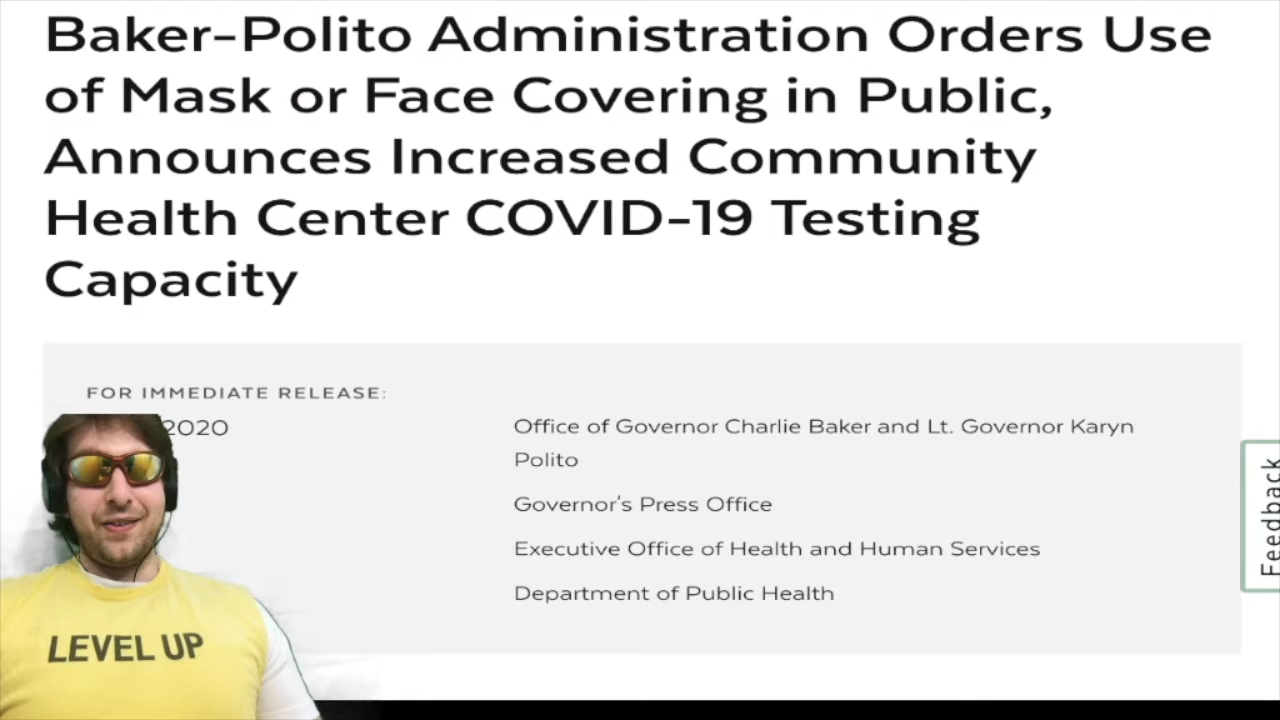 Baker-Polito Administration Orders Use
of Mask or Face Covering in Public,
Announces Increased Community
Health Center COVID-19 Testing
Capacity
FOR IMMEDIATE RELEASE:
2020
Office of Governor Charlie Baker and Lt. Governor Karyn
Polito
Governor's Press Office
Executive Office of Health and Human Services
Department of Public Health
Feedback
LEVEL UP